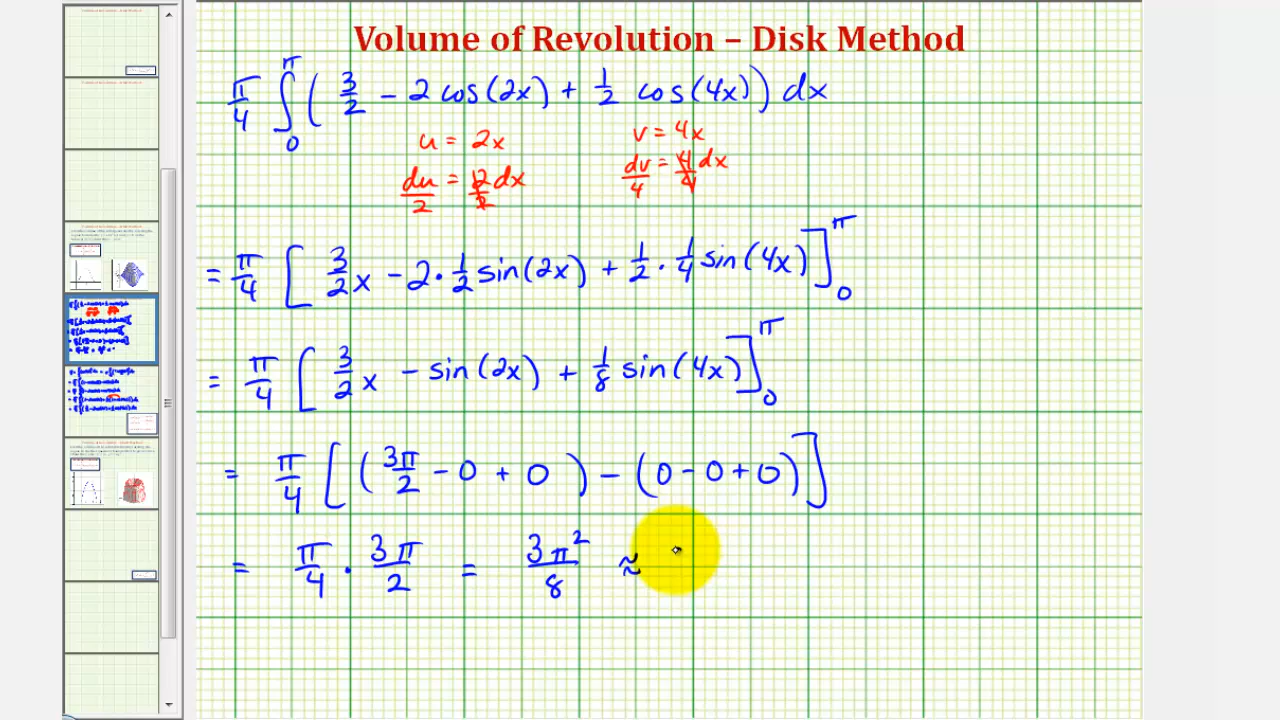 Volume of Revolution – Disk Method
π/4 ∫₀^π ( 3/2 - 2 cos(2x) + 1/2 cos(4x) ) dx
u = 2x v = 4x
du/2 = 2/2 dx dv/4 = 4/4 dx
= π/4 [ 3/2 x - 2 · 1/2 sin(2x) + 1/2 · 1/4 sin(4x) ]₀^π
= π/4 [ 3/2 x - sin(2x) + 1/8 sin(4x) ]₀^π
= π/4 [ ( 3π/2 - 0 + 0 ) - ( 0 - 0 + 0 ) ]
= π/4 · 3π/2 = 3π²/8 ≈